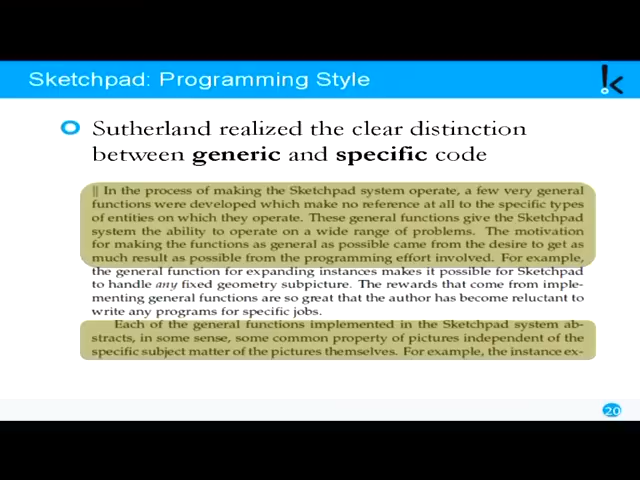 Sketchpad: Programming Style
Sutherland realized the clear distinction
between generic and specific code
|| In the process of making the Sketchpad system operate, a few very general
functions were developed which make no reference at all to the specific types
of entities on which they operate. These general functions give the Sketchpad
system the ability to operate on a wide range of problems. The motivation
for making the functions as general as possible came from the desire to get as
much result as possible from the programming effort involved. For example,
the general function for expanding instances makes it possible for Sketchpad
to handle any fixed geometry subpicture. The rewards that come from imple-
menting general functions are so great that the author has become reluctant to
write any programs for specific jobs.
Each of the general functions implemented in the Sketchpad system ab-
stracts, in some sense, some common property of pictures independent of the
specific subject matter of the pictures themselves. For example, the instance ex-
20